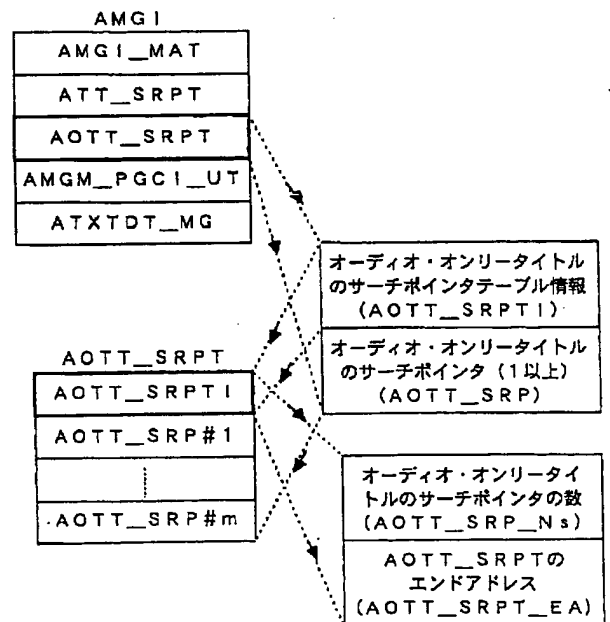 AMGI
AMGI_MAT
ATT_SRPT
AOTT_SRPT
AMGM_PGCI_UT
ATXTDT_MG
オーディオ・オンリータイトル
のサーチポインタテーブル情報
(AOTT_SRPTI)
オーディオ・オンリータイトル
のサーチポインタ(1以上)
(AOTT_SRP)
AOTT_SRPT
AOTT_SRPTI
AOTT_SRP#1
AOTT_SRP#m
オーディオ・オンリータイ
トルのサーチポインタの数
(AOTT_SRP_Ns)
AOTT_SRPTの
エンドアドレス
(AOTT_SRPT_EA)